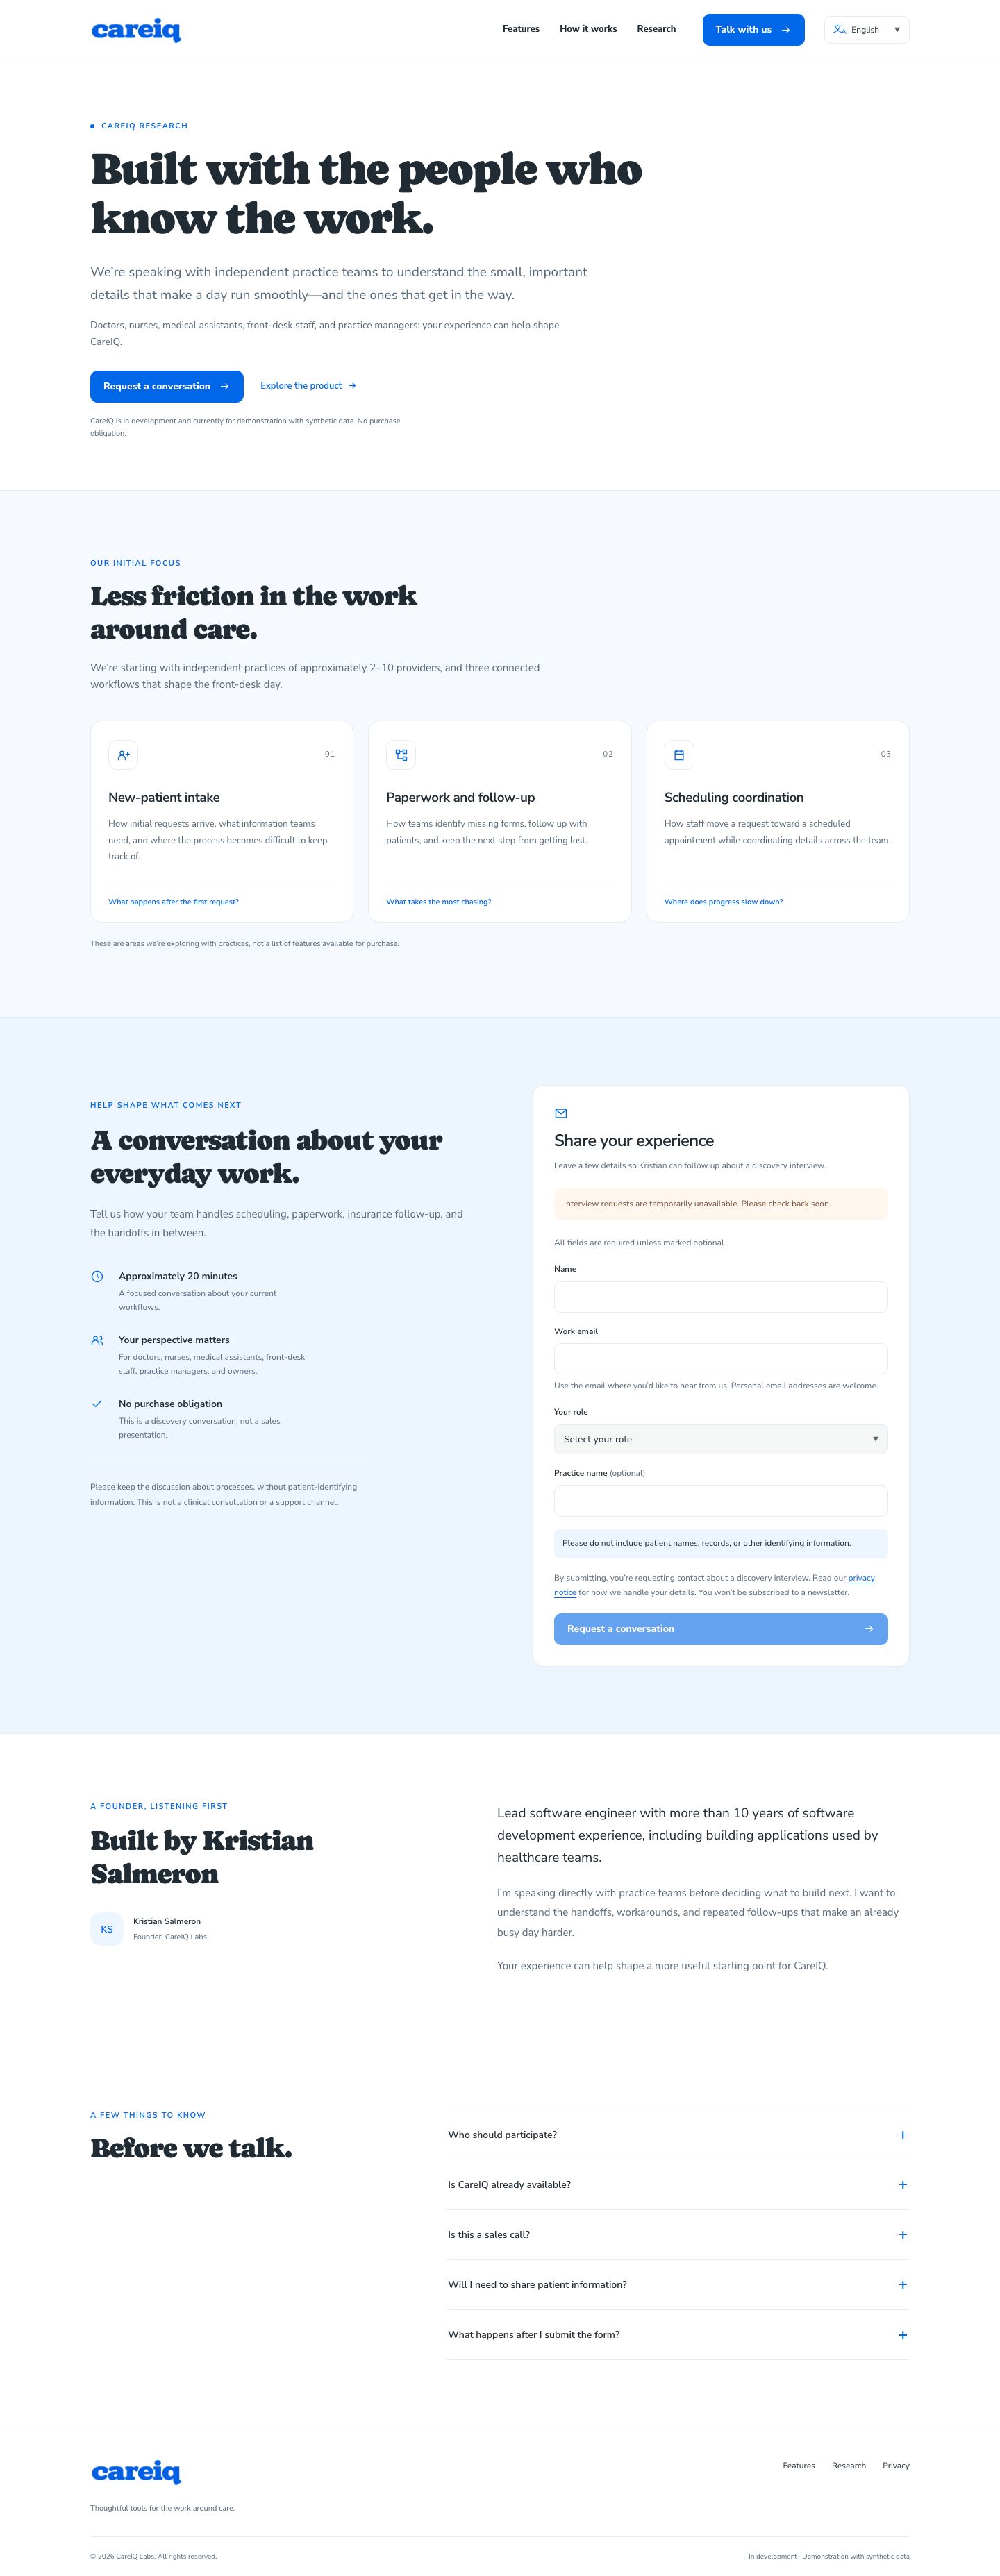 careiq
Features
How it works
Research
Talk with us
English
CAREIQ RESEARCH
Built with the people who
know the work.
We're speaking with independent practice teams to understand the small, important
details that make a day run smoothly—and the ones that get in the way.
Doctors, nurses, medical assistants, front-desk staff, and practice managers: your experience can help shape
CareIQ.
Request a conversation
Explore the product
CareIQ is in development and currently for demonstration with synthetic data. No purchase
obligation.
OUR INITIAL FOCUS
Less friction in the work
around care.
We're starting with independent practices of approximately 2–10 providers, and three connected
workflows that shape the front-desk day.
01
New-patient intake
How initial requests arrive, what information teams
need, and where the process becomes difficult to keep
track of.
What happens after the first request?
02
Paperwork and follow-up
How teams identify missing forms, follow up with
patients, and keep the next step from getting lost.
What takes the most chasing?
03
Scheduling coordination
How staff move a request toward a scheduled
appointment while coordinating details across the team.
Where does progress slow down?
These are areas we're exploring with practices, not a list of features available for purchase.
HELP SHAPE WHAT COMES NEXT
A conversation about your
everyday work.
Tell us how your team handles scheduling, paperwork, insurance follow-up, and
the handoffs in between.
Approximately 20 minutes
A focused conversation about your current
workflows.
Your perspective matters
For doctors, nurses, medical assistants, front-desk
staff, practice managers, and owners.
No purchase obligation
This is a discovery conversation, not a sales
presentation.
Please keep the discussion about processes, without patient-identifying
information. This is not a clinical consultation or a support channel.
Share your experience
Leave a few details so Kristian can follow up about a discovery interview.
Interview requests are temporarily unavailable. Please check back soon.
All fields are required unless marked optional.
Name
Work email
Use the email where you'd like to hear from us. Personal email addresses are welcome.
Your role
Select your role
Practice name (optional)
Please do not include patient names, records, or other identifying information.
By submitting, you're requesting contact about a discovery interview. Read our privacy
notice for how we handle your details. You won't be subscribed to a newsletter.
Request a conversation
A FOUNDER, LISTENING FIRST
Built by Kristian
Salmeron
KS
Kristian Salmeron
Founder, CareIQ Labs
Lead software engineer with more than 10 years of software
development experience, including building applications used by
healthcare teams.
I'm speaking directly with practice teams before deciding what to build next. I want to
understand the handoffs, workarounds, and repeated follow-ups that make an already
busy day harder.
Your experience can help shape a more useful starting point for CareIQ.
A FEW THINGS TO KNOW
Before we talk.
Who should participate?
Is CareIQ already available?
Is this a sales call?
Will I need to share patient information?
What happens after I submit the form?
careiq
Thoughtful tools for the work around care.
Features
Research
Privacy
© 2026 CareIQ Labs. All rights reserved.
In development · Demonstration with synthetic data